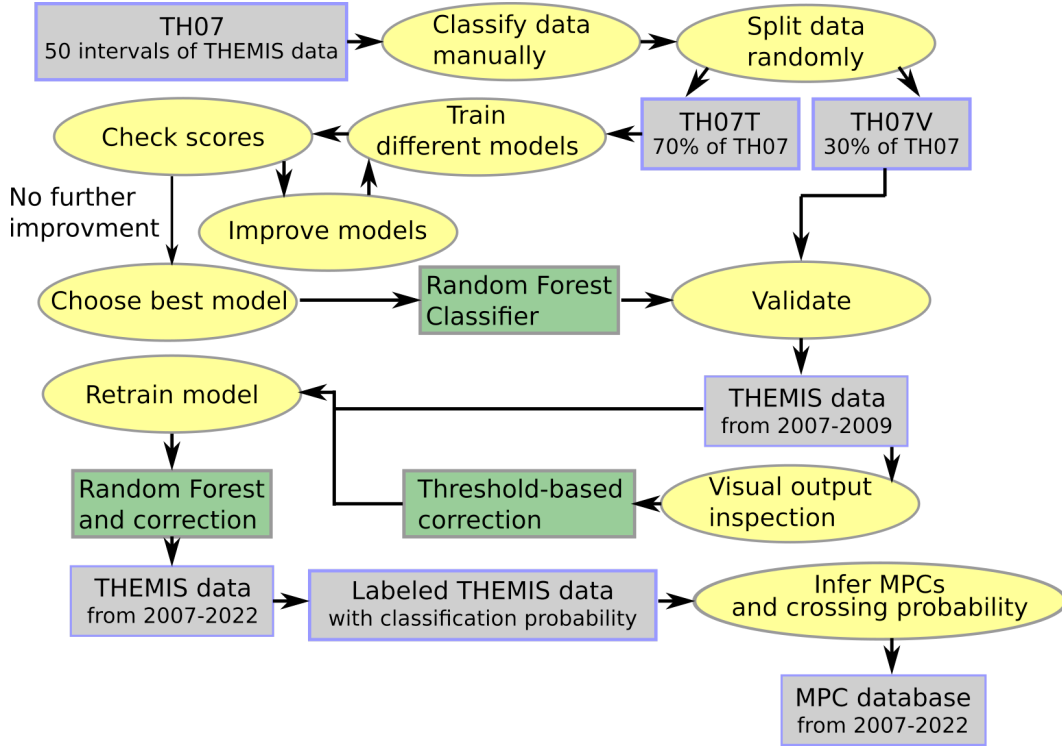 TH07
50 intervals of THEMIS data
Classify data
manually
Split data
randomly
TH07T
70% of TH07
TH07V
30% of TH07
Train
different models
Check scores
Improve models
No further
improvment
Choose best model
Random Forest
Classifier
Validate
THEMIS data
from 2007-2009
Retrain model
Visual output
inspection
Threshold-based
correction
Random Forest
and correction
THEMIS data
from 2007-2022
Labeled THEMIS data
with classification probability
Infer MPCs
and crossing probability
MPC database
from 2007-2022